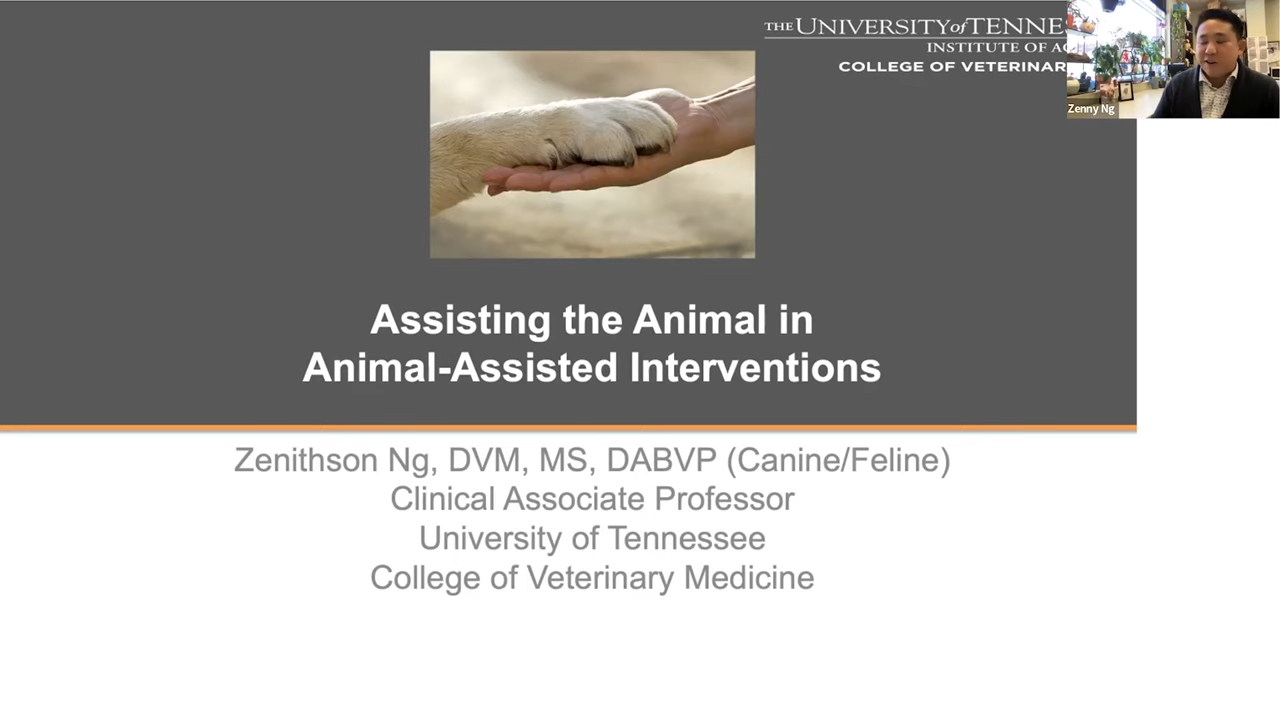 THE UNIVERSITY of TENNE
INSTITUTE OF A
COLLEGE OF VETERINAR
Zenny Ng
Assisting the Animal in
Animal-Assisted Interventions
Zenithson Ng, DVM, MS, DABVP (Canine/Feline)
Clinical Associate Professor
University of Tennessee
College of Veterinary Medicine